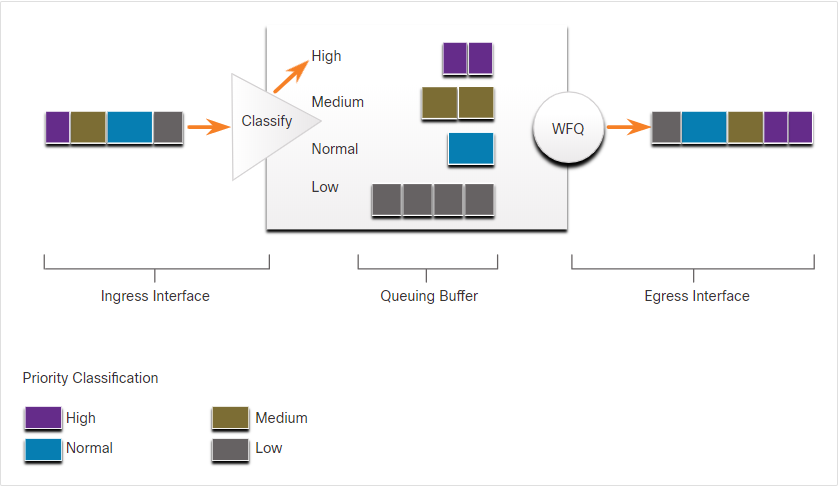 High
Medium
Classify
WFQ
Normal
Low
Ingress Interface
Queuing Buffer
Egress Interface
Priority Classification
High
Medium
Normal
Low